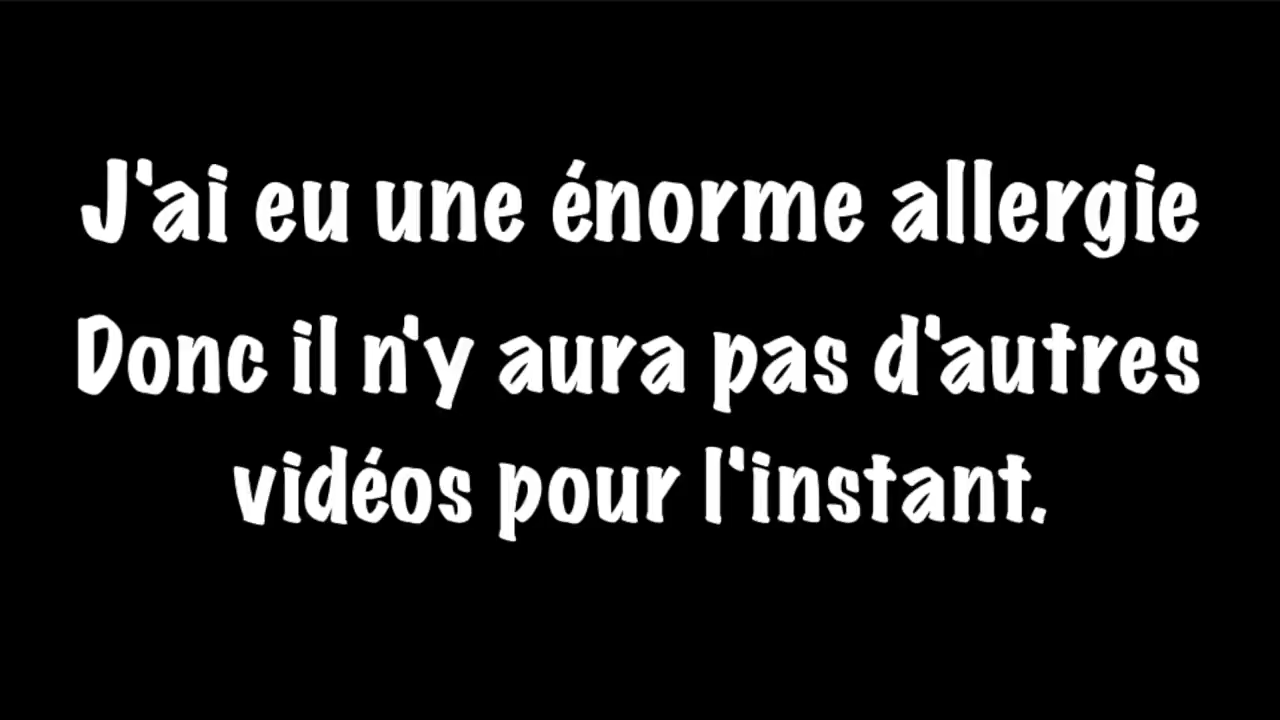 J'ai eu une énorme allergie
Donc il n'y aura pas d'autres
vidéos pour l'instant.